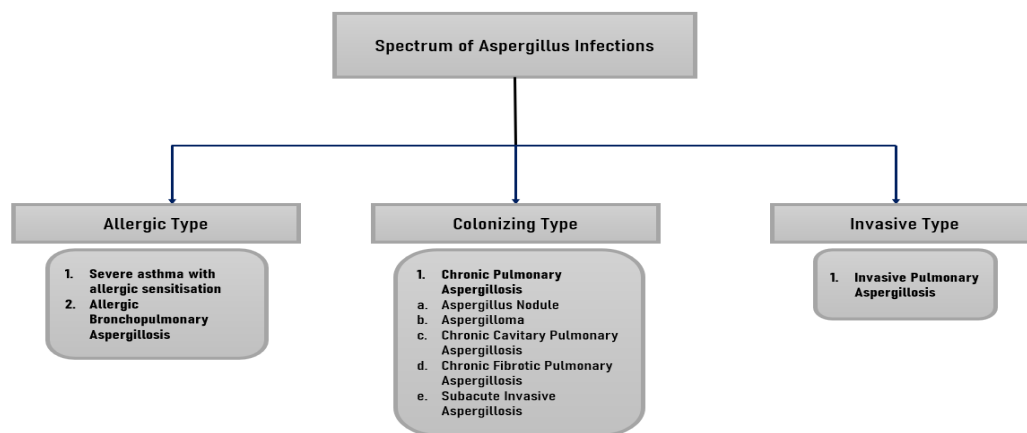 Spectrum of Aspergillus Infections
Allergic Type
1. Severe asthma with
allergic sensitisation
2. Allergic
Bronchopulmonary
Aspergillosis
Colonizing Type
1. Chronic Pulmonary
Aspergillosis
a. Aspergillus Nodule
b. Aspergilloma
c. Chronic Cavitary Pulmonary
Aspergillosis
d. Chronic Fibrotic Pulmonary
Aspergillosis
e. Subacute Invasive
Aspergillosis
Invasive Type
1. Invasive Pulmonary
Aspergillosis